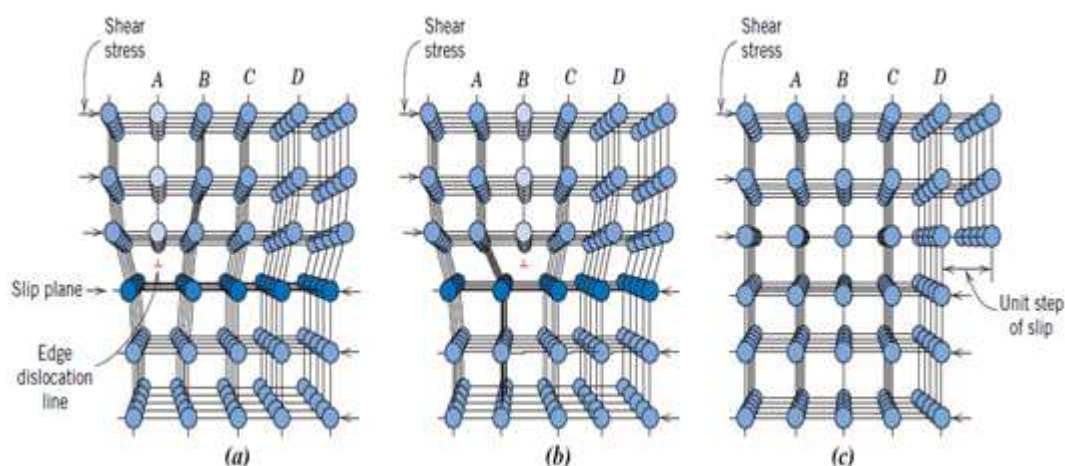 Shear
stress
A B C D
Slip plane
Edge
dislocation
line
(a)
Shear
stress
A B C D
(b)
Shear
stress
A B C D
Unit step
of slip
(c)